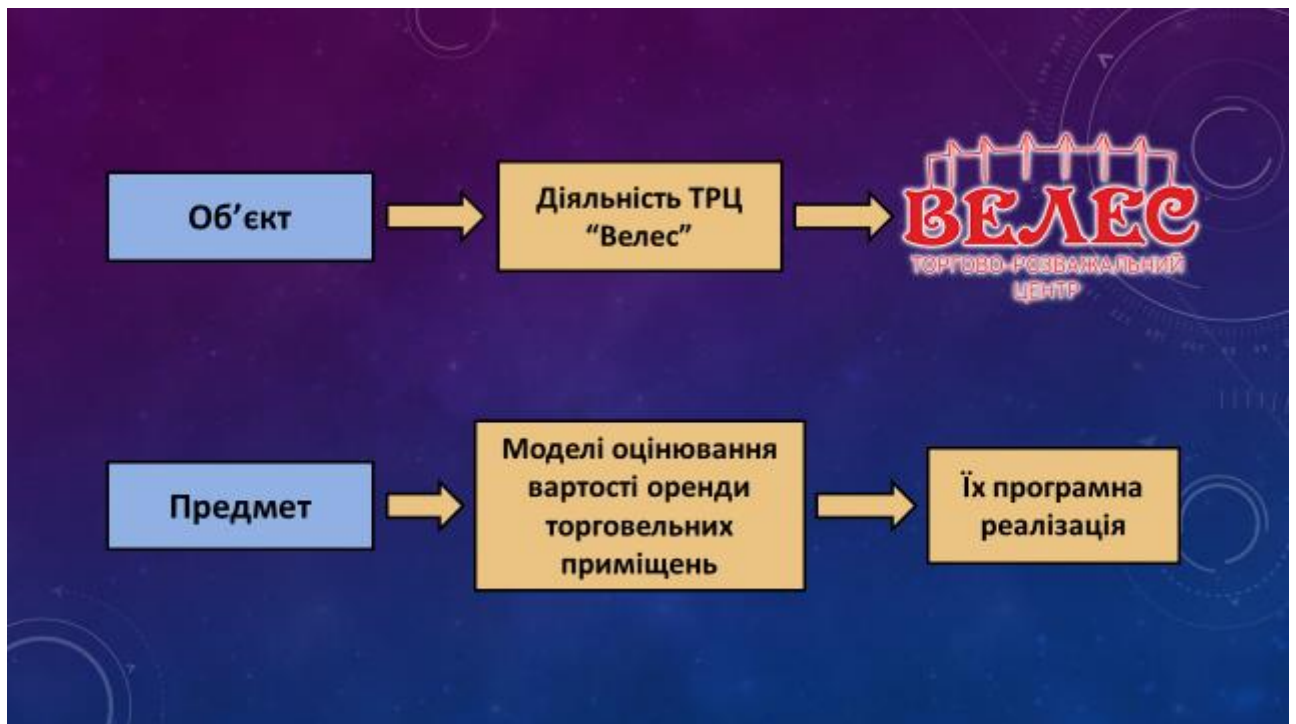 Об’єкт
Діяльність ТРЦ
“Велес”
ВЕЛЕС
ТОРГОВО-РОЗВАЖАЛЬНИЙ
ЦЕНТР
Предмет
Моделі оцінювання
вартості оренди
торговельних
приміщень
Їх програмна
реалізація